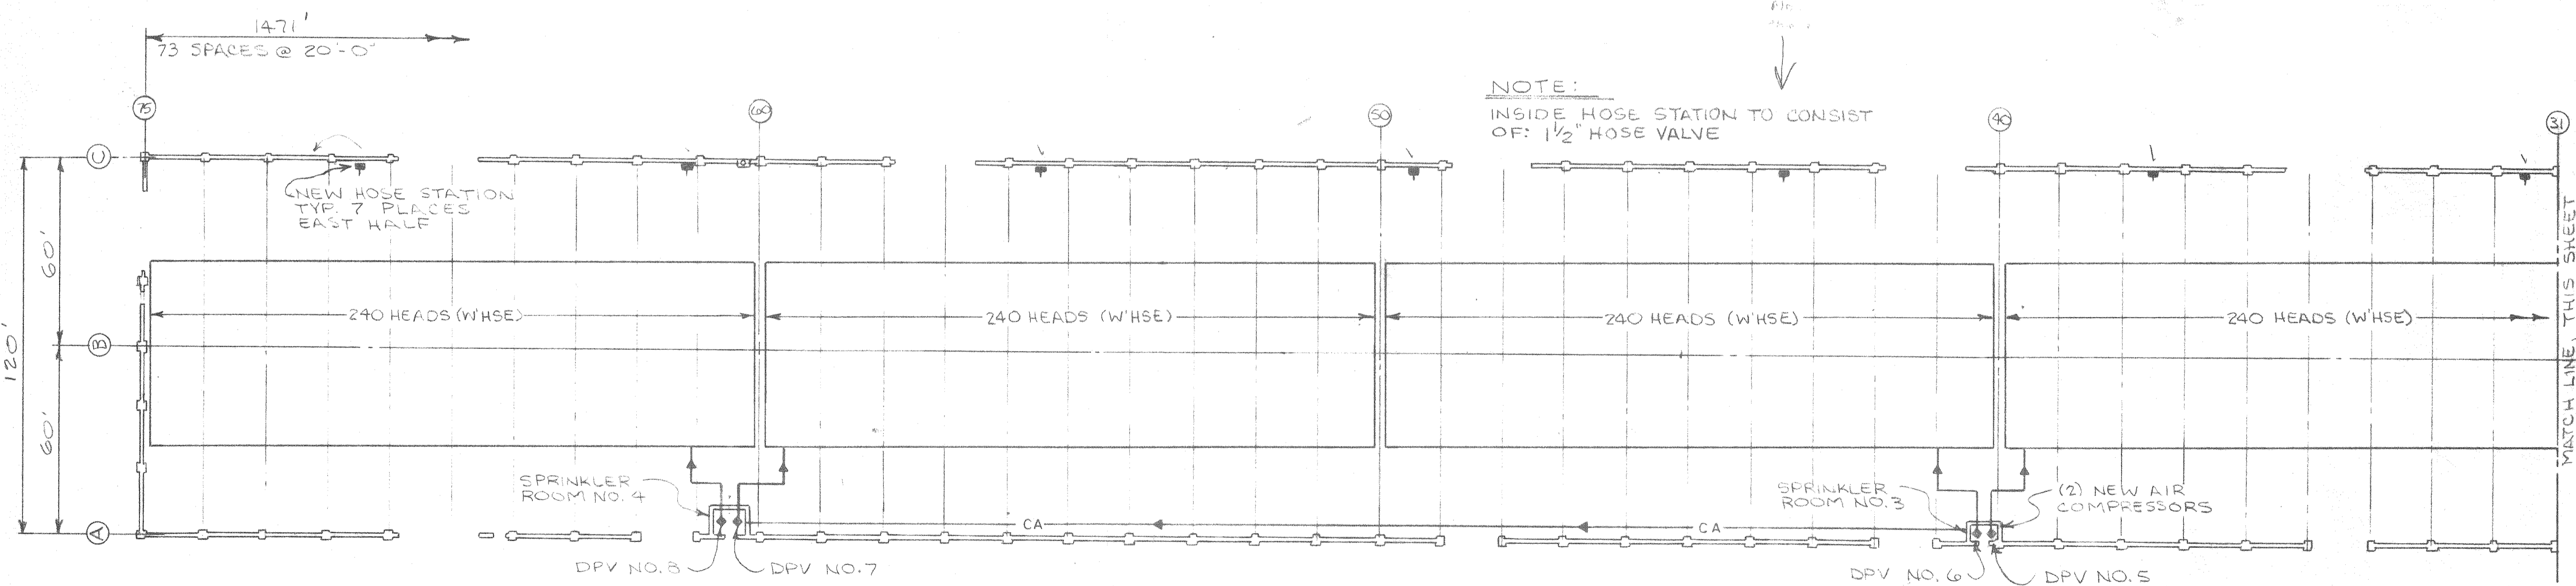 1471'
73 SPACES @ 20'-0"
NOTE:
INSIDE HOSE STATION TO CONSIST
OF: 1 1/2" HOSE VALVE
75
60
50
40
31
C
NEW HOSE STATION
TYP. 7 PLACES
EAST HALF
60'
120'
B
60'
A
240 HEADS (W'HSE)
240 HEADS (W'HSE)
240 HEADS (W'HSE)
240 HEADS (W'HSE)
MATCH LINE, THIS SHEET
SPRINKLER
ROOM NO. 4
CA
CA
SPRINKLER
ROOM NO. 3
(2) NEW AIR
COMPRESSORS
DPV NO. 8
DPV NO. 7
DPV NO. 6
DPV NO. 5